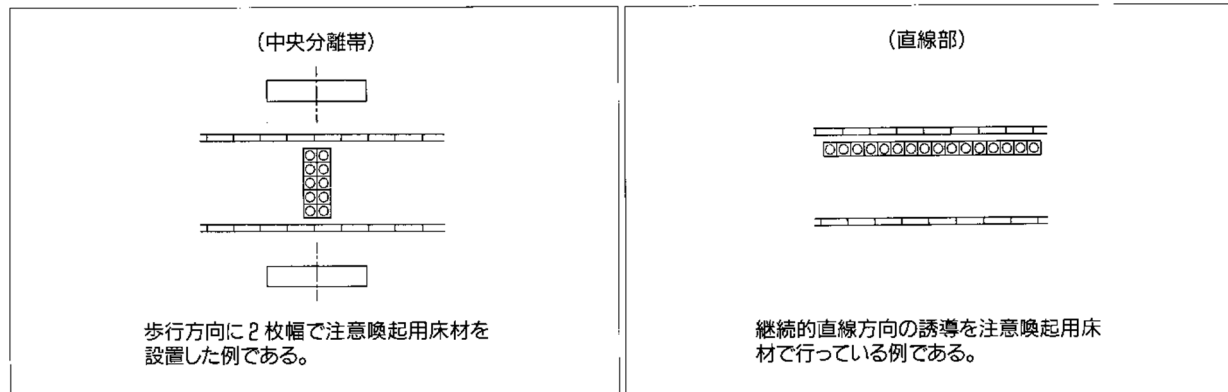 （中央分離帯）
歩行方向に2枚幅で注意喚起用床材を
設置した例である。
（直線部）
継続的直線方向の誘導を注意喚起用床
材で行っている例である。